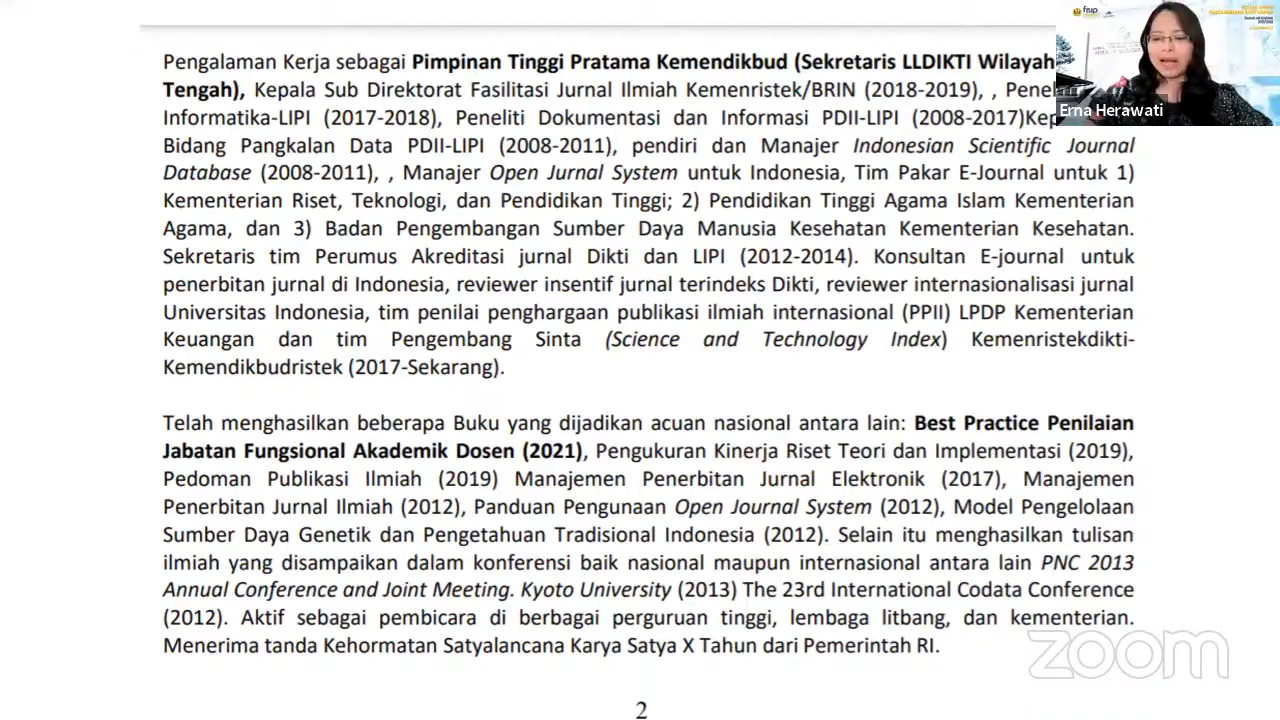 Pengalaman Kerja sebagai Pimpinan Tinggi Pratama Kemendikbud (Sekretaris LLDIKTI Wilayah
Tengah), Kepala Sub Direktorat Fasilitasi Jurnal Ilmiah Kemenristek/BRIN (2018-2019), ,
Informatika-LIPI (2017-2018), Peneliti Dokumentasi dan Informasi PDII-LIPI (2008-2017)
Bidang Pangkalan Data PDII-LIPI (2008-2011), pendiri dan Manajer Indonesian Scientific Journal
Database (2008-2011), , Manajer Open Jurnal System untuk Indonesia, Tim Pakar E-Journal untuk 1)
Kementerian Riset, Teknologi, dan Pendidikan Tinggi; 2) Pendidikan Tinggi Agama Islam Kementerian
Agama, dan 3) Badan Pengembangan Sumber Daya Manusia Kesehatan Kementerian Kesehatan.
Sekretaris tim Perumus Akreditasi jurnal Dikti dan LIPI (2012-2014). Konsultan E-journal untuk
penerbitan jurnal di Indonesia, reviewer insentif jurnal terindeks Dikti, reviewer internasionalisasi jurnal
Universitas Indonesia, tim penilai penghargaan publikasi ilmiah internasional (PPII) LPDP Kementerian
Keuangan dan tim Pengembang Sinta (Science and Technology Index) Kemenristekdikti-
Kemendikbudristek (2017-Sekarang).
Telah menghasilkan beberapa Buku yang dijadikan acuan nasional antara lain: Best Practice Penilaian
Jabatan Fungsional Akademik Dosen (2021), Pengukuran Kinerja Riset Teori dan Implementasi (2019),
Pedoman Publikasi Ilmiah (2019) Manajemen Penerbitan Jurnal Elektronik (2017), Manajemen
Penerbitan Jurnal Ilmiah (2012), Panduan Pengunaan Open Journal System (2012), Model Pengelolaan
Sumber Daya Genetik dan Pengetahuan Tradisional Indonesia (2012). Selain itu menghasilkan tulisan
ilmiah yang disampaikan dalam konferensi baik nasional maupun internasional antara lain PNC 2013
Annual Conference and Joint Meeting. Kyoto University (2013) The 23rd International Codata Conference
(2012). Aktif sebagai pembicara di berbagai perguruan tinggi, lembaga litbang, dan kementerian.
Menerima tanda Kehormatan Satyalancana Karya Satya X Tahun dari Pemerintah RI.
2
fisip
Erna Herawati
zoom